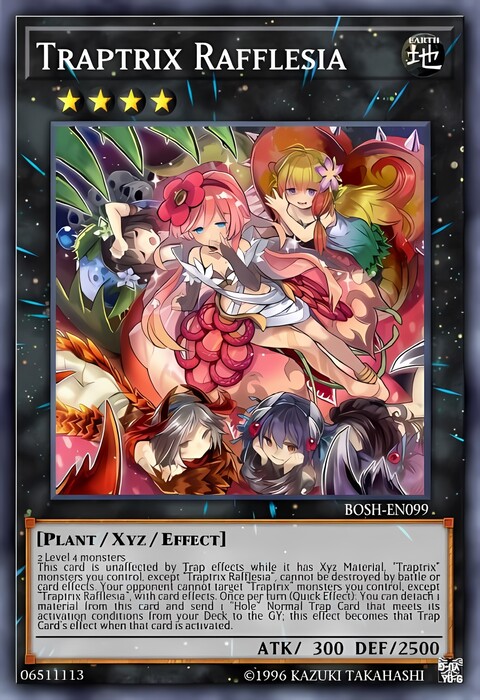 TRAPTRIX RAFFLESIA
EARTH
地
BOSH-EN099
[PLANT / XYZ / EFFECT]
2 Level 4 monsters
This card is unaffected by Trap effects while it has Xyz Material, "Traptrix"
monsters you control, except "Traptrix Rafflesia", cannot be destroyed by battle or
card effects. Your opponent cannot target "Traptrix" monsters you control, except
"Traptrix Rafflesia", with card effects. Once per turn (Quick Effect): You can detach 1
material from this card and send 1 "Hole" Normal Trap Card that meets its
activation conditions from your Deck to the GY; this effect becomes that Trap
Card's effect when that card is activated.
ATK/ 300 DEF/2500
06511113
©1996 KAZUKI TAKAHASHI